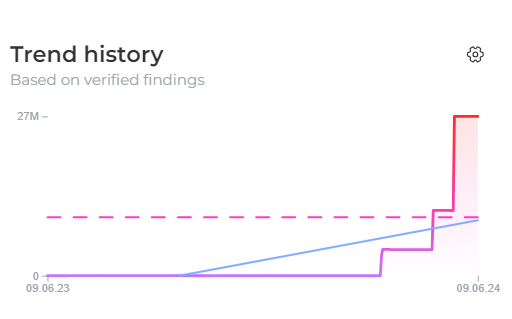 Trend history
Based on verified findings
27M
0
09.06.23
09.06.24